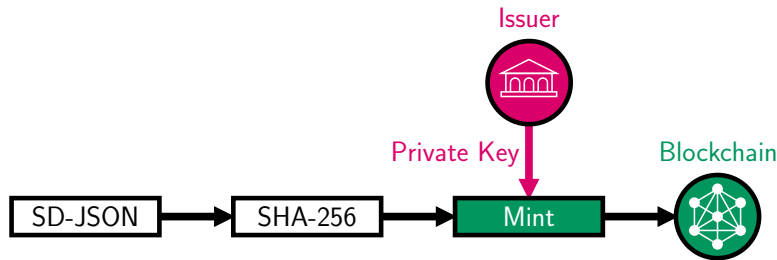 Issuer
Private Key
Blockchain
SD-JSON
SHA-256
Mint